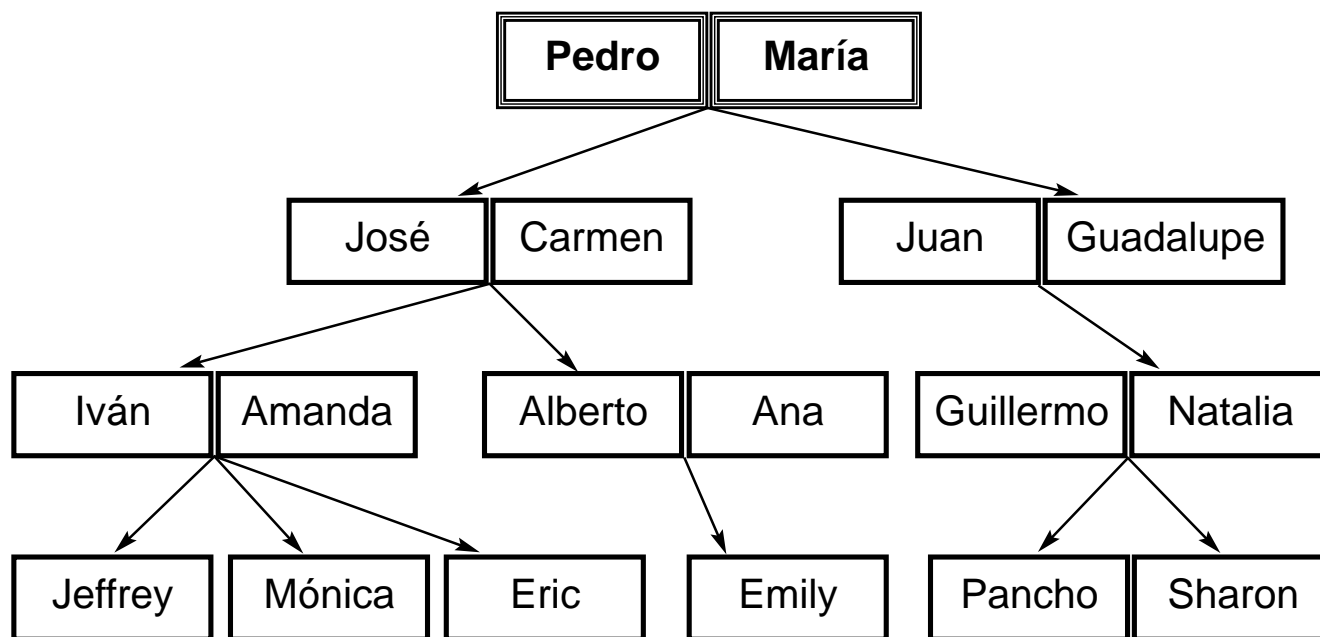 Pedro María
José Carmen Juan Guadalupe
Iván Amanda Alberto Ana Guillermo Natalia
Jeffrey Mónica Eric Emily Pancho Sharon